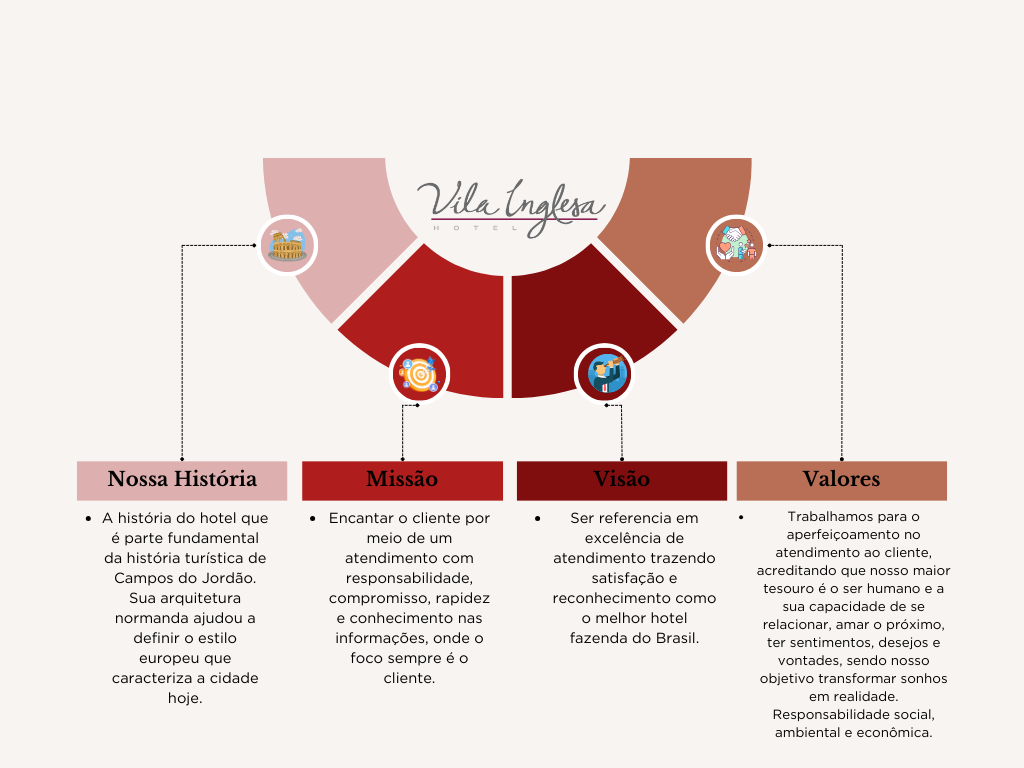 Vila Inglesa
HOTEL
Nossa História
• A história do hotel que
é parte fundamental
da história turística de
Campos do Jordão.
Sua arquitetura
normanda ajudou a
definir o estilo
europeu que
caracteriza a cidade
hoje.
Missão
• Encantar o cliente por
meio de um
atendimento com
responsabilidade,
compromisso, rapidez
e conhecimento nas
informações, onde o
foco sempre é o
cliente.
Visão
• Ser referencia em
excelência de
atendimento trazendo
satisfação e
reconhecimento como
o melhor hotel
fazenda do Brasil.
Valores
• Trabalhamos para o
aperfeiçoamento no
atendimento ao cliente,
acreditando que nosso maior
tesouro é o ser humano e a
sua capacidade de se
relacionar, amar o próximo,
ter sentimentos, desejos e
vontades, sendo nosso
objetivo transformar sonhos
em realidade.
Responsabilidade social,
ambiental e econômica.